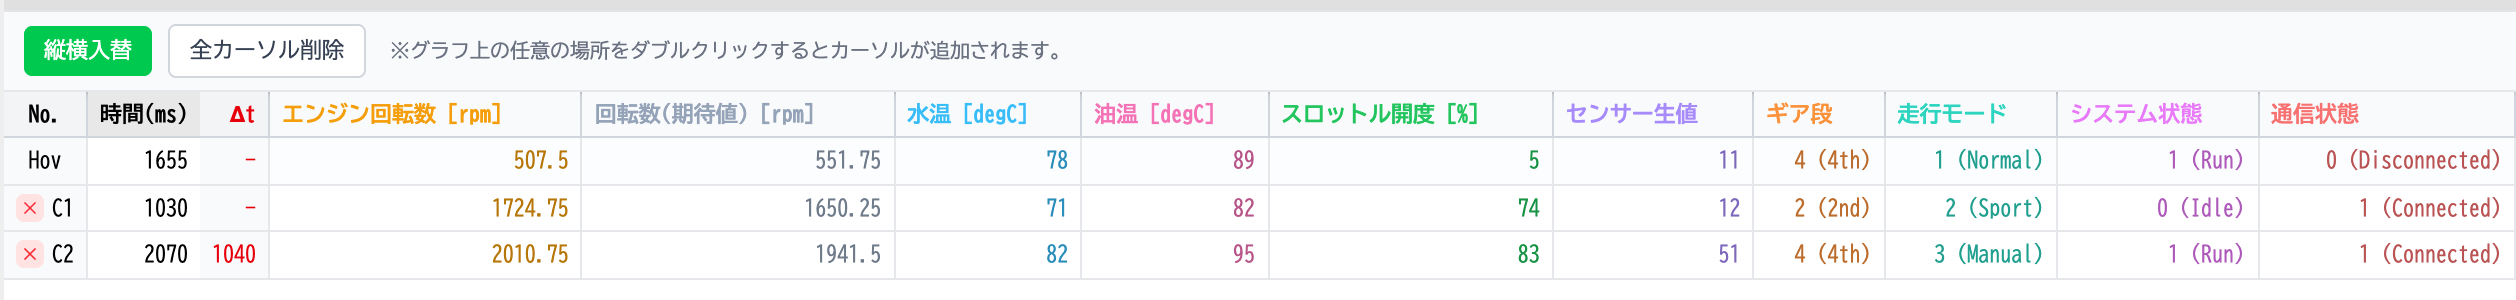 縦横入替 全カーソル削除 ※グラフ上の任意の場所をダブルクリックするとカーソルが追加されます。
No. 時間(ms) Δt エンジン回転数 [rpm] 回転数(期待値) [rpm] 水温 [degC] 油温 [degC] スロットル開度 [%] センサー生値 ギア段 走行モード システム状態 通信状態
Hov 1655 − 507.5 551.75 78 89 5 11 4 (4th) 1 (Normal) 1 (Run) 0 (Disconnected)
× C1 1030 − 1724.75 1650.25 71 82 74 12 2 (2nd) 2 (Sport) 0 (Idle) 1 (Connected)
× C2 2070 1040 2010.75 1941.5 82 95 83 51 4 (4th) 3 (Manual) 1 (Run) 1 (Connected)